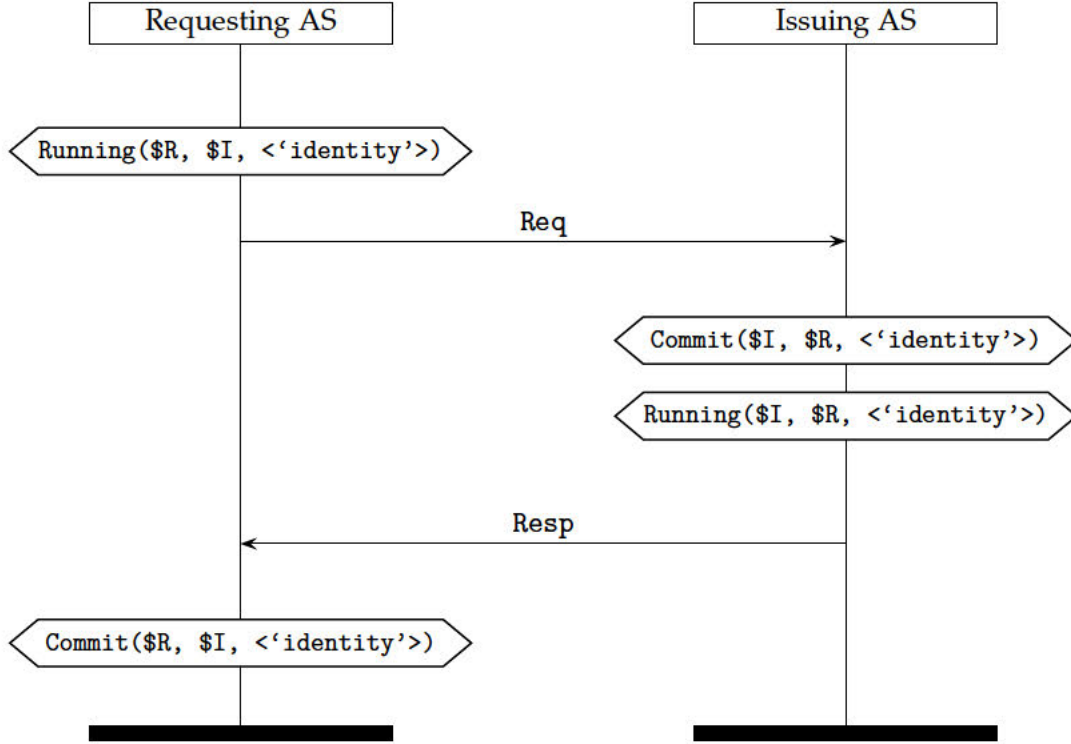 Requesting AS
Issuing AS
Running($R, $I, <‘identity’>)
Req
Commit($I, $R, <‘identity’>)
Running($I, $R, <‘identity’>)
Resp
Commit($R, $I, <‘identity’>)